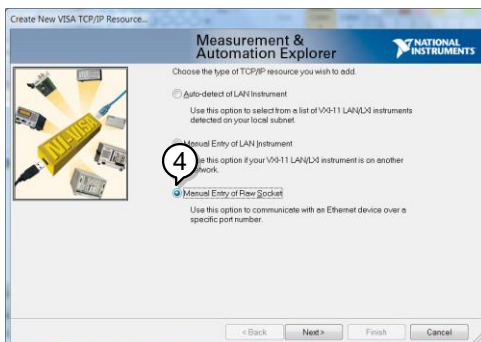 Create New VISA TCP/IP Resource...
Measurement &
Automation Explorer
NATIONAL
INSTRUMENTS
Choose the type of TCP/IP resource you wish to add.
NI-VISA
Auto-detect of LAN Instrument
Use this option to select from a list of VXI-11 LAN/LXI instruments
detected on your local subnet.
Manual Entry of LAN Instrument
4
this option if your VXI-11 LAN/LXI instrument is on another
Manual Entry of Raw Socket
Use this option to communicate with an Ethernet device over a
specific port number.
< Back
Next >
Finish
Cancel